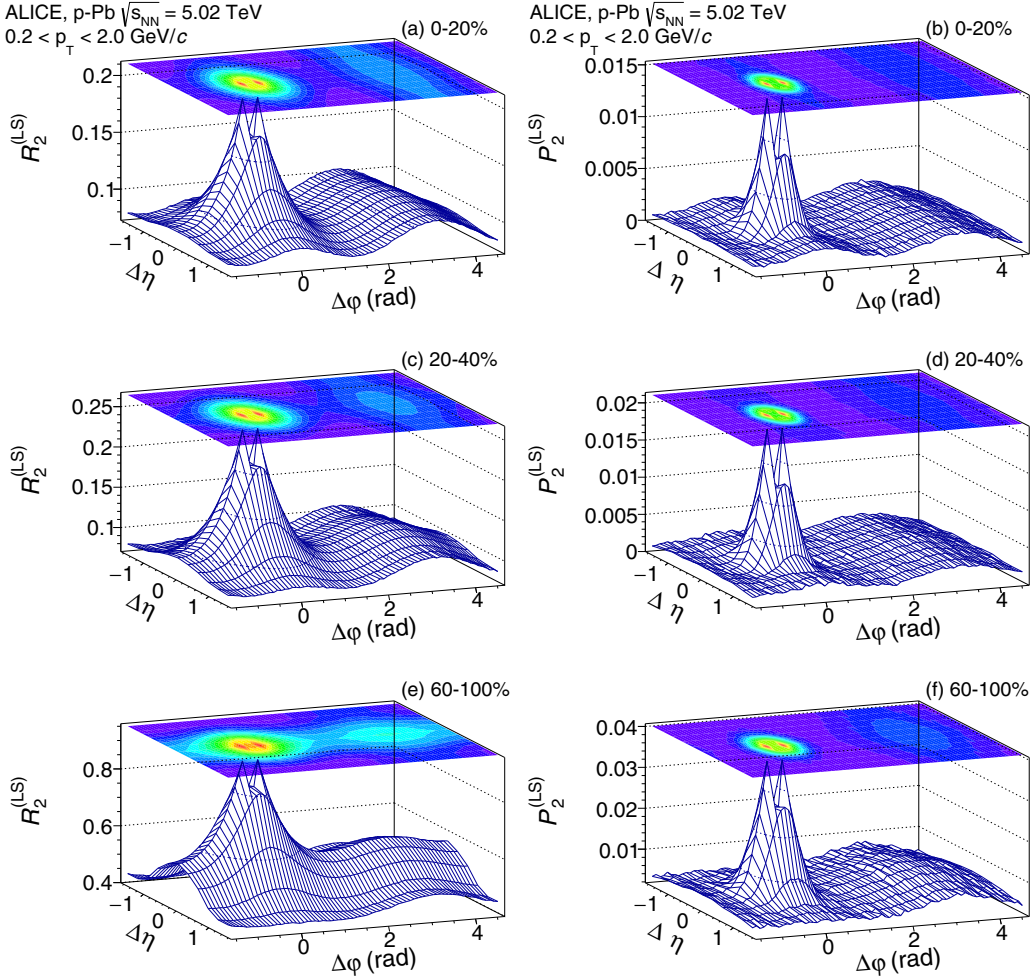 ALICE, p-Pb √s_NN = 5.02 TeV
0.2 < p_T < 2.0 GeV/c
(a) 0-20%
0.2
0.15
0.1
R_2^(LS)
−1
0
1
Δη
0
2
4
Δφ (rad)
ALICE, p-Pb √s_NN = 5.02 TeV
0.2 < p_T < 2.0 GeV/c
(b) 0-20%
0.015
0.01
0.005
0
P_2^(LS)
−1
0
1
Δη
0
2
4
Δφ (rad)
(c) 20-40%
0.25
0.2
0.15
0.1
R_2^(LS)
−1
0
1
Δη
0
2
4
Δφ (rad)
(d) 20-40%
0.02
0.015
0.01
0.005
0
P_2^(LS)
−1
0
1
Δη
0
2
4
Δφ (rad)
(e) 60-100%
0.8
0.6
0.4
R_2^(LS)
−1
0
1
Δη
0
2
4
Δφ (rad)
(f) 60-100%
0.04
0.03
0.02
0.01
P_2^(LS)
−1
0
1
Δη
0
2
4
Δφ (rad)